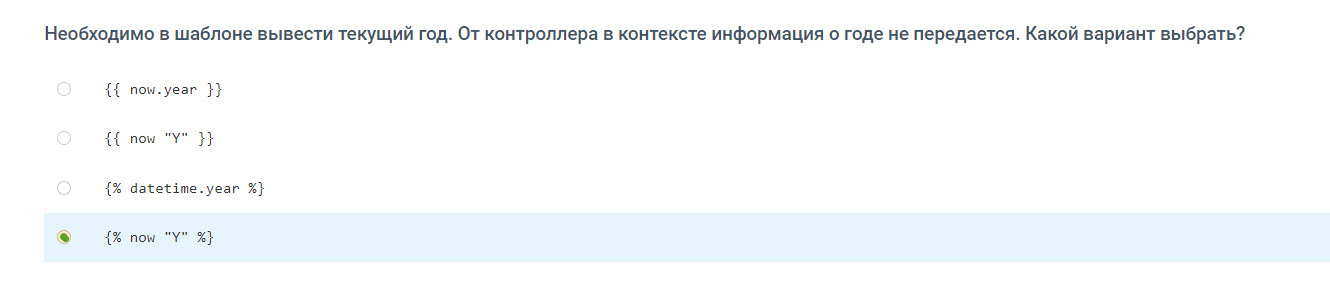 Необходимо в шаблоне вывести текущий год. От контроллера в контексте информация о годе не передается. Какой вариант выбрать?
{{ now.year }}
{{ now "Y" }}
{% datetime.year %}
{% now "Y" %}